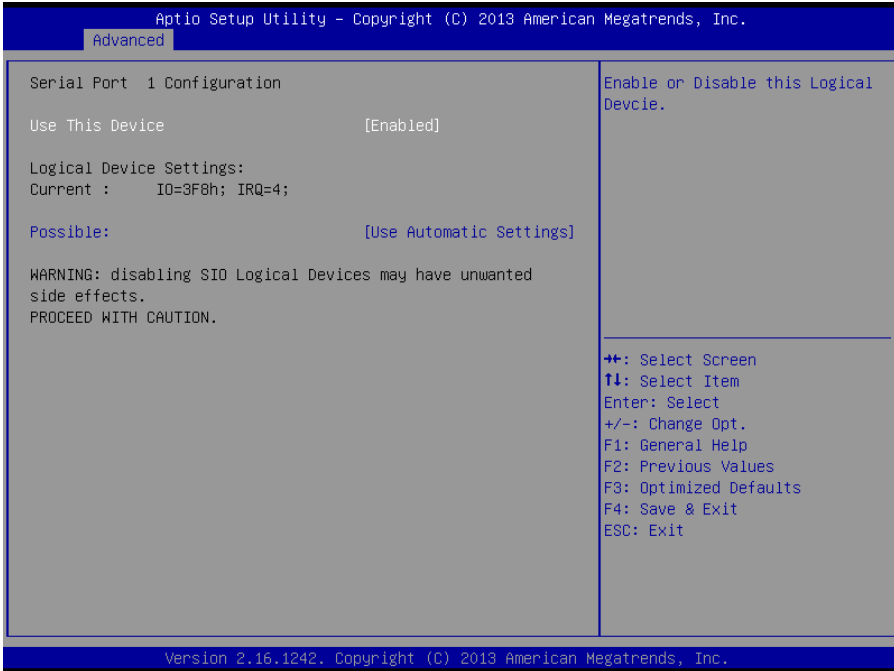 Aptio Setup Utility – Copyright (C) 2013 American Megatrends, Inc.
Advanced
Serial Port 1 Configuration
Use This Device [Enabled]
Logical Device Settings:
Current : IO=3F8h; IRQ=4;
Possible: [Use Automatic Settings]
WARNING: disabling SIO Logical Devices may have unwanted
side effects.
PROCEED WITH CAUTION.
Enable or Disable this Logical
Devcie.
→←: Select Screen
↑↓: Select Item
Enter: Select
+/-: Change Opt.
F1: General Help
F2: Previous Values
F3: Optimized Defaults
F4: Save & Exit
ESC: Exit
Version 2.16.1242. Copyright (C) 2013 American Megatrends, Inc.